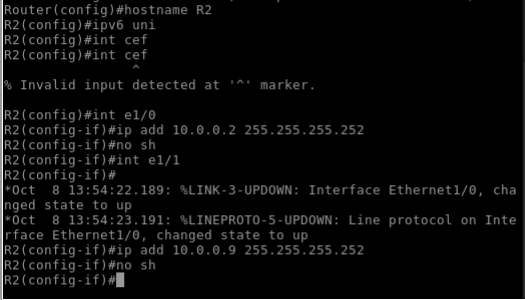 Router(config)#hostname R2
R2(config)#ipv6 uni
R2(config)#int cef
R2(config)#int cef
^
% Invalid input detected at '^' marker.
R2(config)#int e1/0
R2(config-if)#ip add 10.0.0.2 255.255.255.252
R2(config-if)#no sh
R2(config-if)#int e1/1
R2(config-if)#
*Oct  8 13:54:22.189: %LINK-3-UPDOWN: Interface Ethernet1/0, cha
nged state to up
*Oct  8 13:54:23.191: %LINEPROTO-5-UPDOWN: Line protocol on Inte
rface Ethernet1/0, changed state to up
R2(config-if)#ip add 10.0.0.9 255.255.255.252
R2(config-if)#no sh
R2(config-if)#